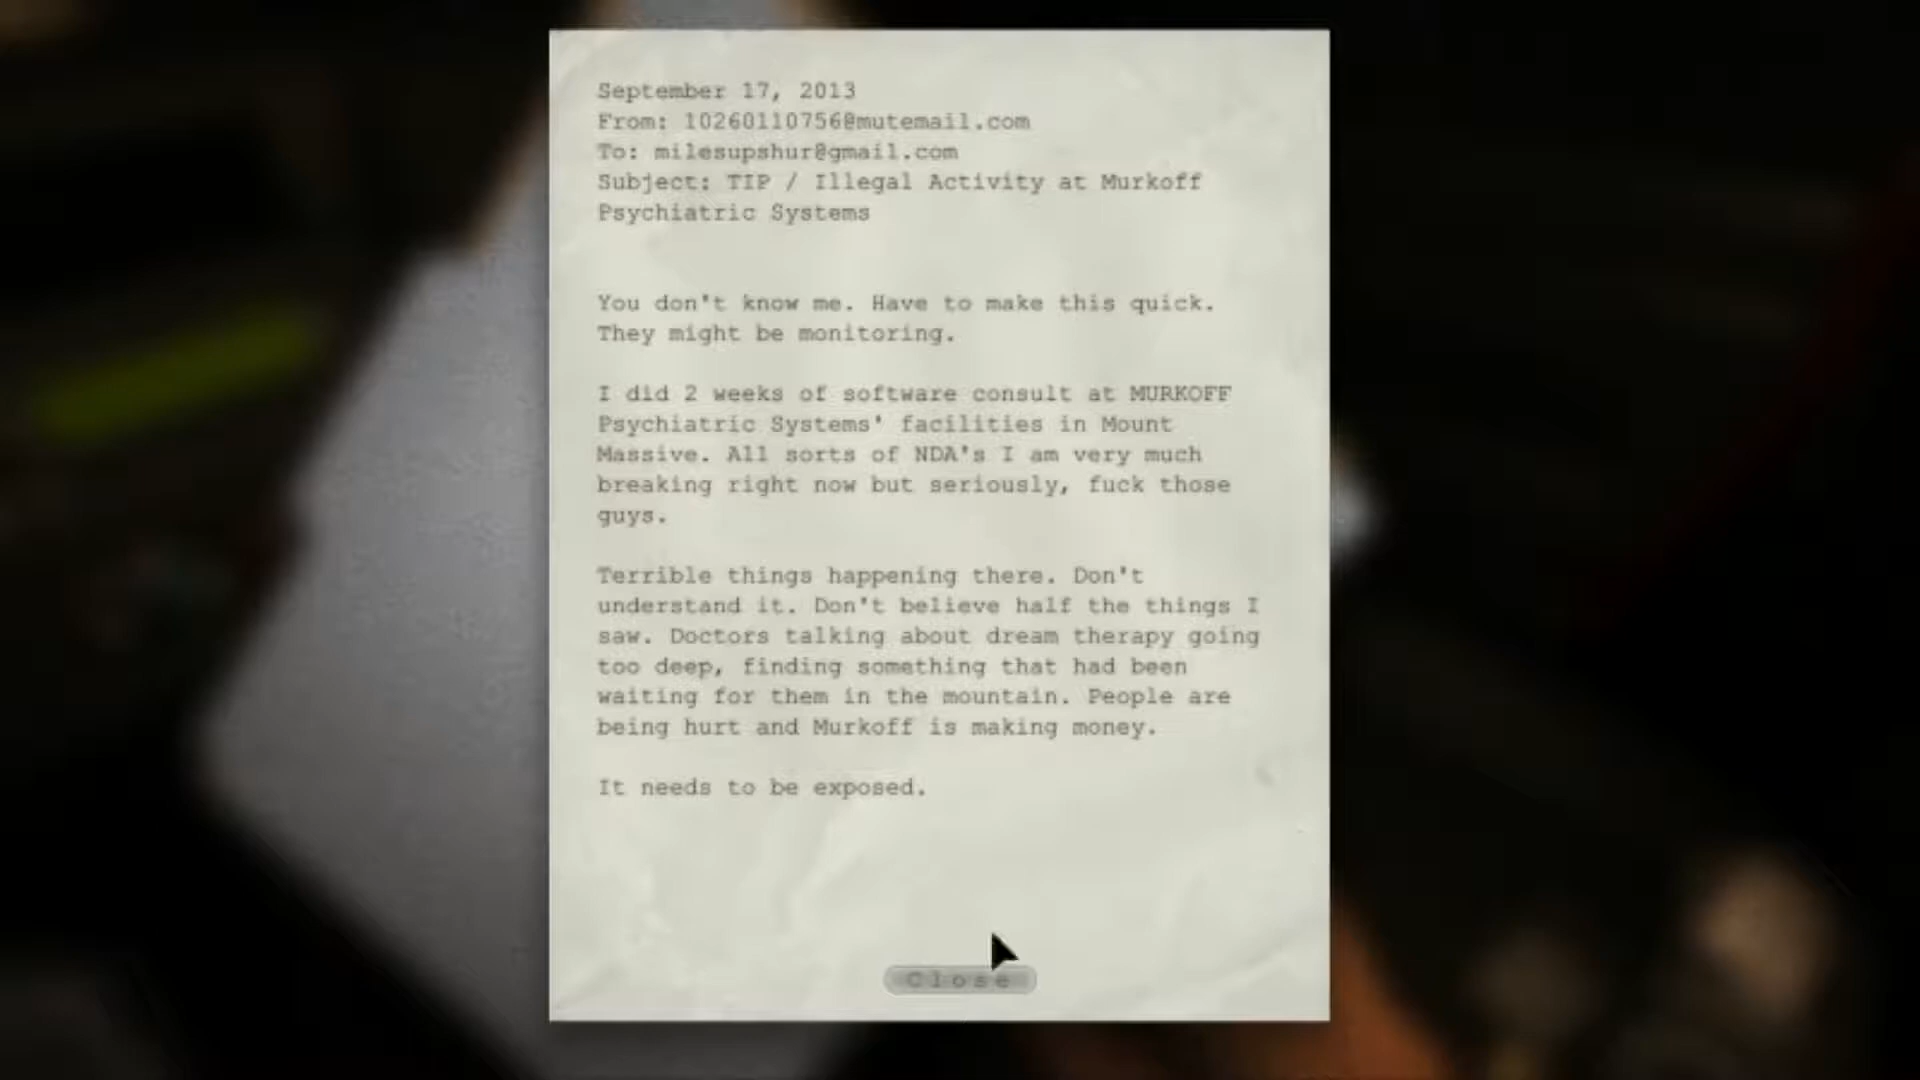 September 17, 2013
From: 10260110756@mutemail.com
To: milesupshur@gmail.com
Subject: TIP / Illegal Activity at Murkoff
Psychiatric Systems
You don't know me. Have to make this quick.
They might be monitoring.
I did 2 weeks of software consult at MURKOFF
Psychiatric Systems' facilities in Mount
Massive. All sorts of NDA's I am very much
breaking right now but seriously, fuck those
guys.
Terrible things happening there. Don't
understand it. Don't believe half the things I
saw. Doctors talking about dream therapy going
too deep, finding something that had been
waiting for them in the mountain. People are
being hurt and Murkoff is making money.
It needs to be exposed.
Close